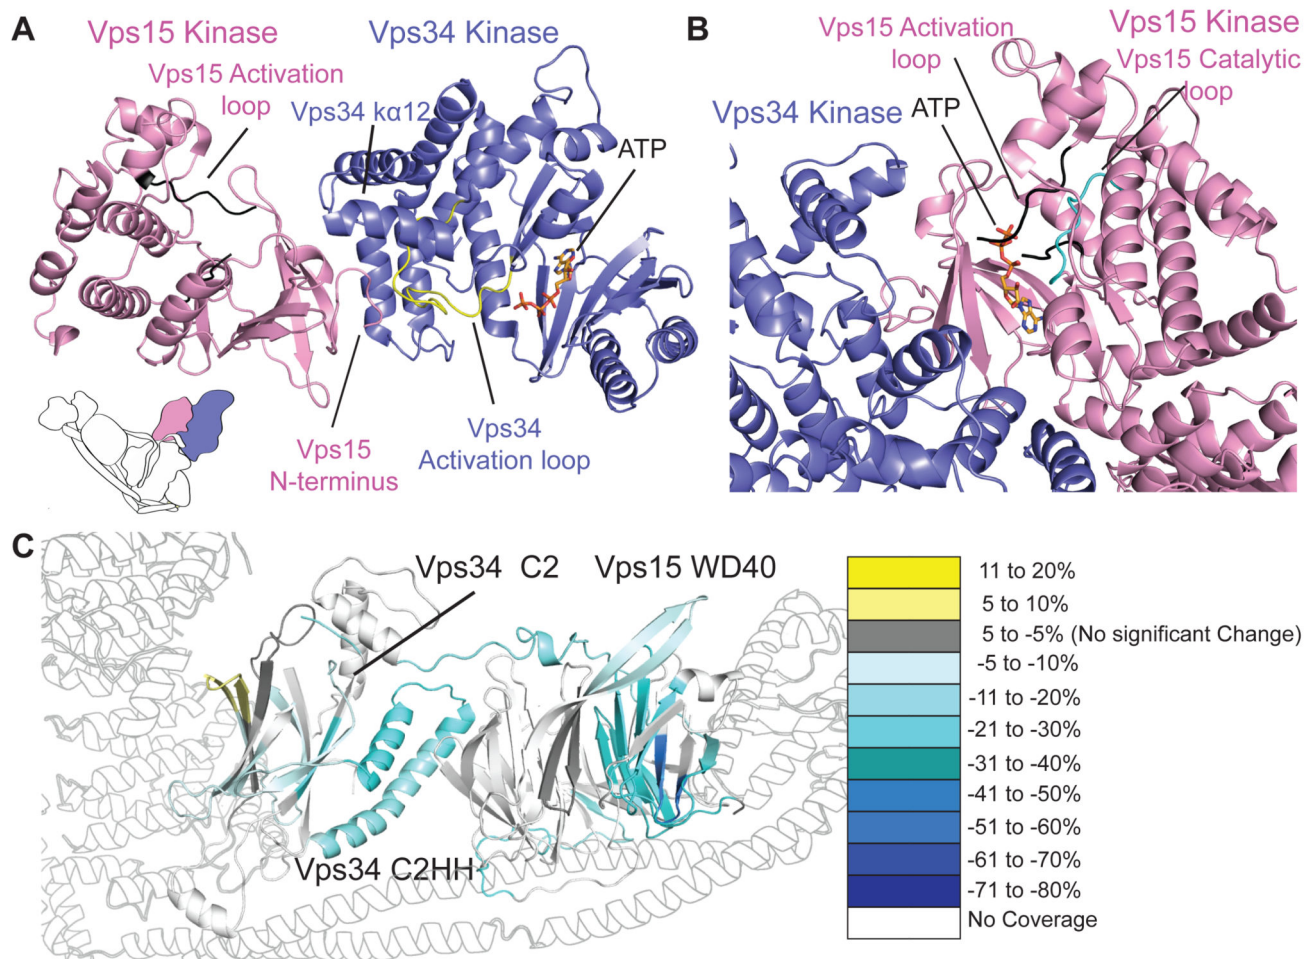 A
Vps15 Kinase
Vps15 Activation
loop
Vps34 Kinase
Vps34 kα12
ATP
Vps15
N-terminus
Vps34
Activation loop
B
Vps15 Activation
loop
Vps15 Kinase
Vps15 Catalytic
loop
Vps34 Kinase
ATP
C
Vps34 C2
Vps15 WD40
Vps34 C2HH
11 to 20%
5 to 10%
5 to -5% (No significant Change)
-5 to -10%
-11 to -20%
-21 to -30%
-31 to -40%
-41 to -50%
-51 to -60%
-61 to -70%
-71 to -80%
No Coverage